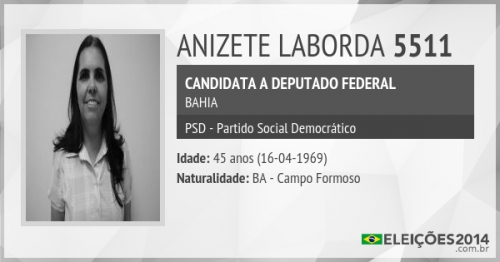 ANIZETE LABORDA 5511
CANDIDATA A DEPUTADO FEDERAL
BAHIA
PSD - Partido Social Democrático
Idade: 45 anos (16-04-1969)
Naturalidade: BA - Campo Formoso
ELEIÇÕES2014
.com.br